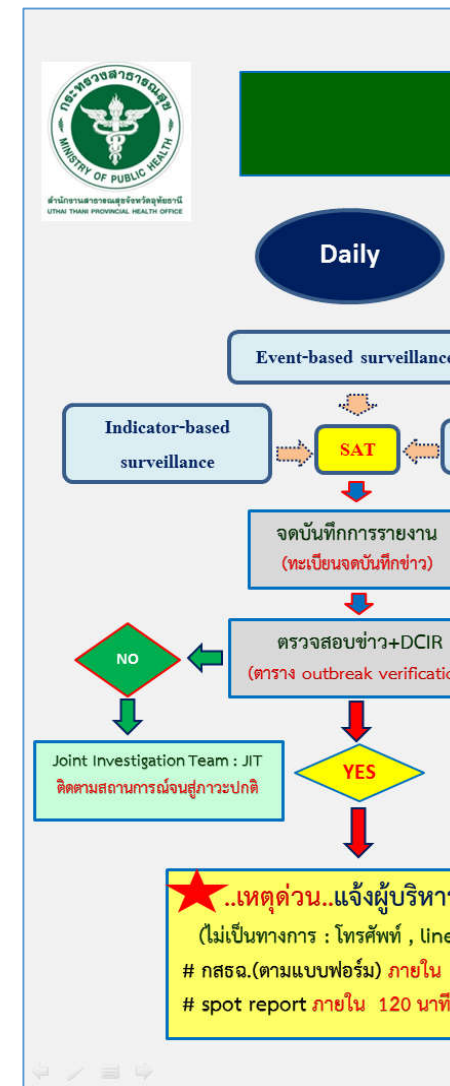 กระทรวงสาธารณสุข
MINISTRY OF PUBLIC HEALTH
สำนักงานสาธารณสุขจังหวัดอุทัยธานี
UTHAI THANI PROVINCIAL HEALTH OFFICE
Daily
Event-based surveillance
Indicator-based
surveillance
SAT
จดบันทึกการรายงาน
(ทะเบียนจดบันทึกข่าว)
ตรวจสอบข่าว+DCIR
(ตาราง outbreak verificatio
NO
Joint Investigation Team : JIT
ติดตามสถานการณ์จนสู่ภาวะปกติ
YES
..เหตุด่วน..แจ้งผู้บริหาร
(ไม่เป็นทางการ : โทรศัพท์ , line
# กสธฉ.(ตามแบบฟอร์ม) ภายใน
# spot report ภายใน 120 นาที